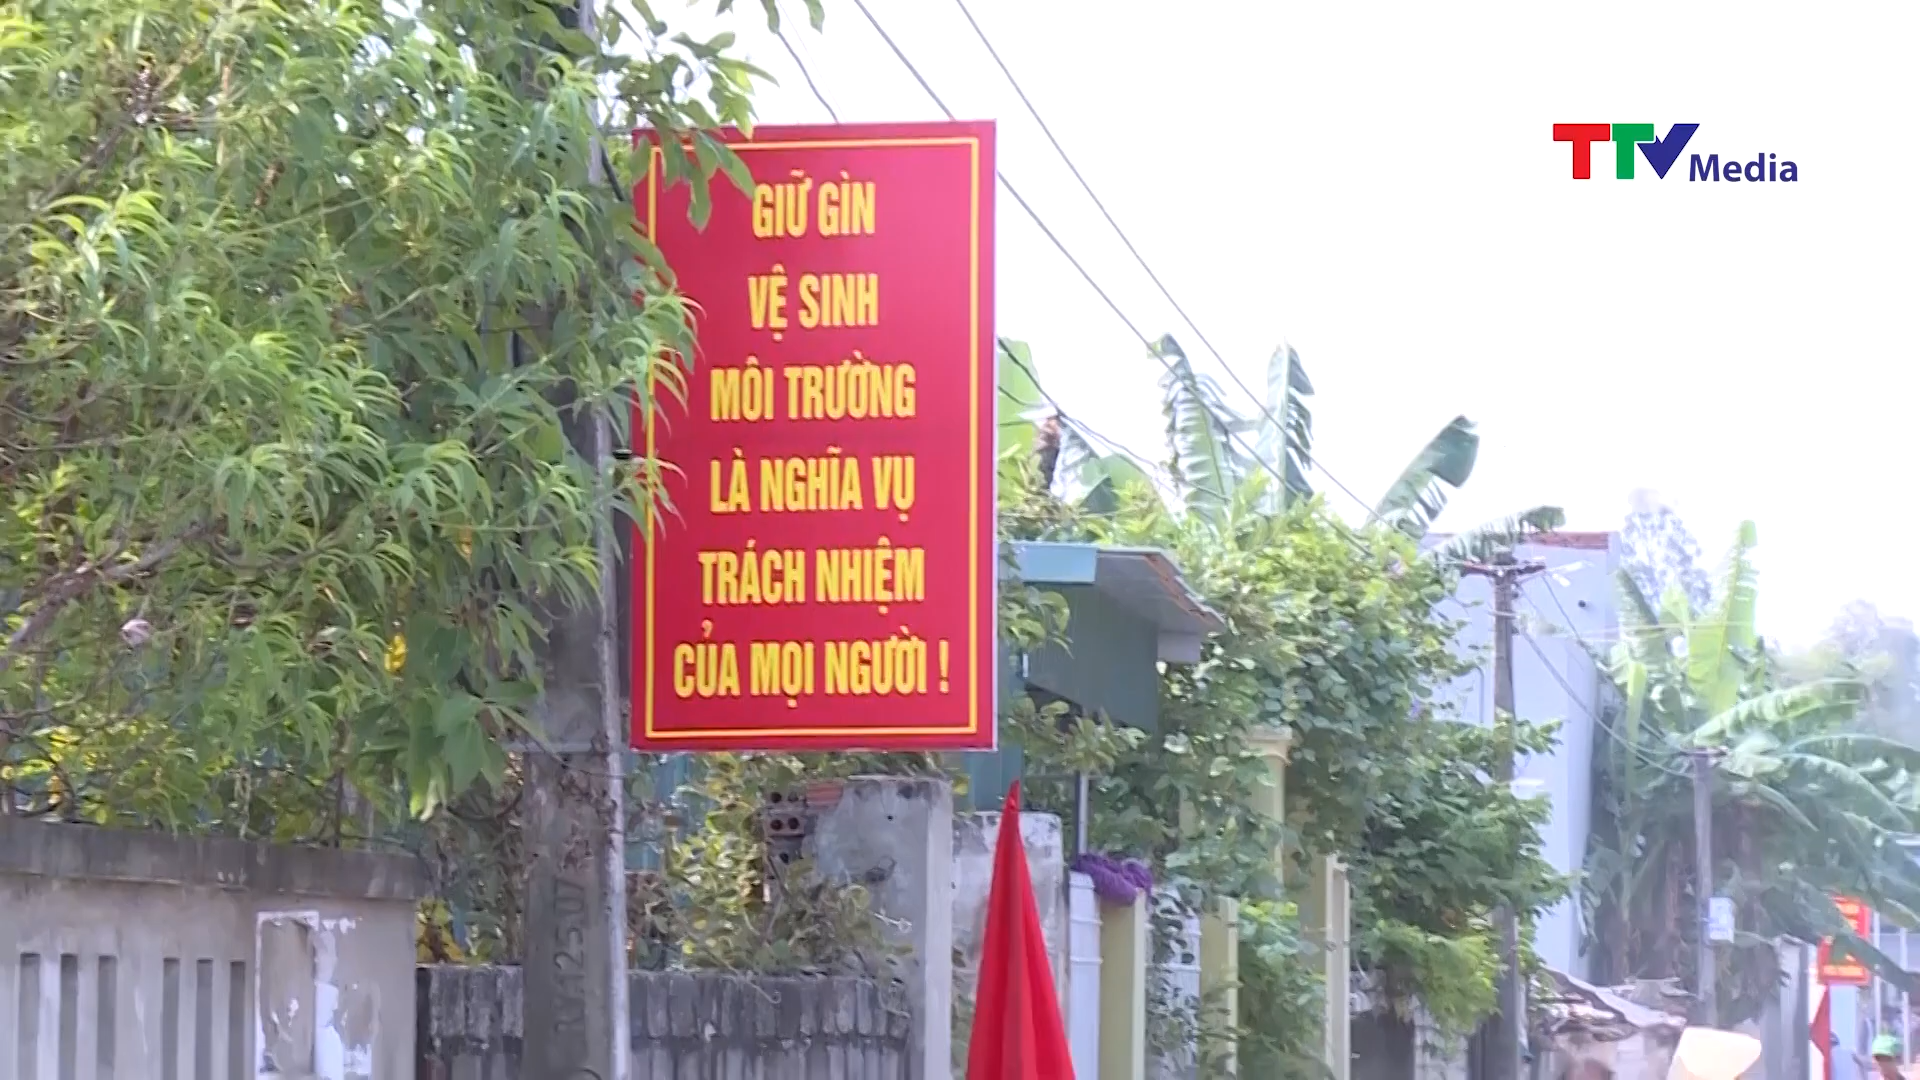 TTV Media
GIỮ GÌN
VỆ SINH
MÔI TRƯỜNG
LÀ NGHĨA VỤ
TRÁCH NHIỆM
CỦA MỌI NGƯỜI !